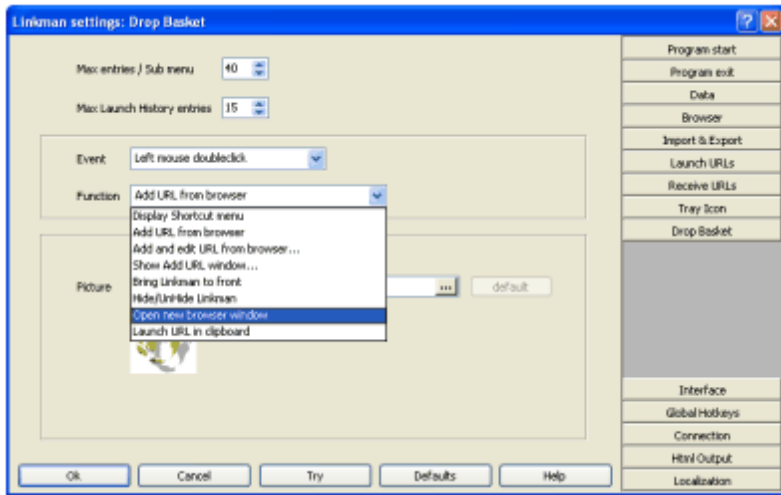 Linkman settings: Drop Basket
Max entries / Sub menu 40
Max Launch History entries 15
Event Left mouse doubleclick
Function Add URL from browser
Display Shortcut menu
Add URL from browser
Add and edit URL from browser...
Show Add URL window...
Bring Linkman to front
Hide/UnHide Linkman
Open new browser window
Launch URL in clipboard
Picture ... default
Ok Cancel Try Defaults Help
Program start
Program exit
Data
Browser
Import & Export
Launch URLs
Receive URLs
Tray Icon
Drop Basket
Interface
Global Hotkeys
Connection
Html Output
Localization